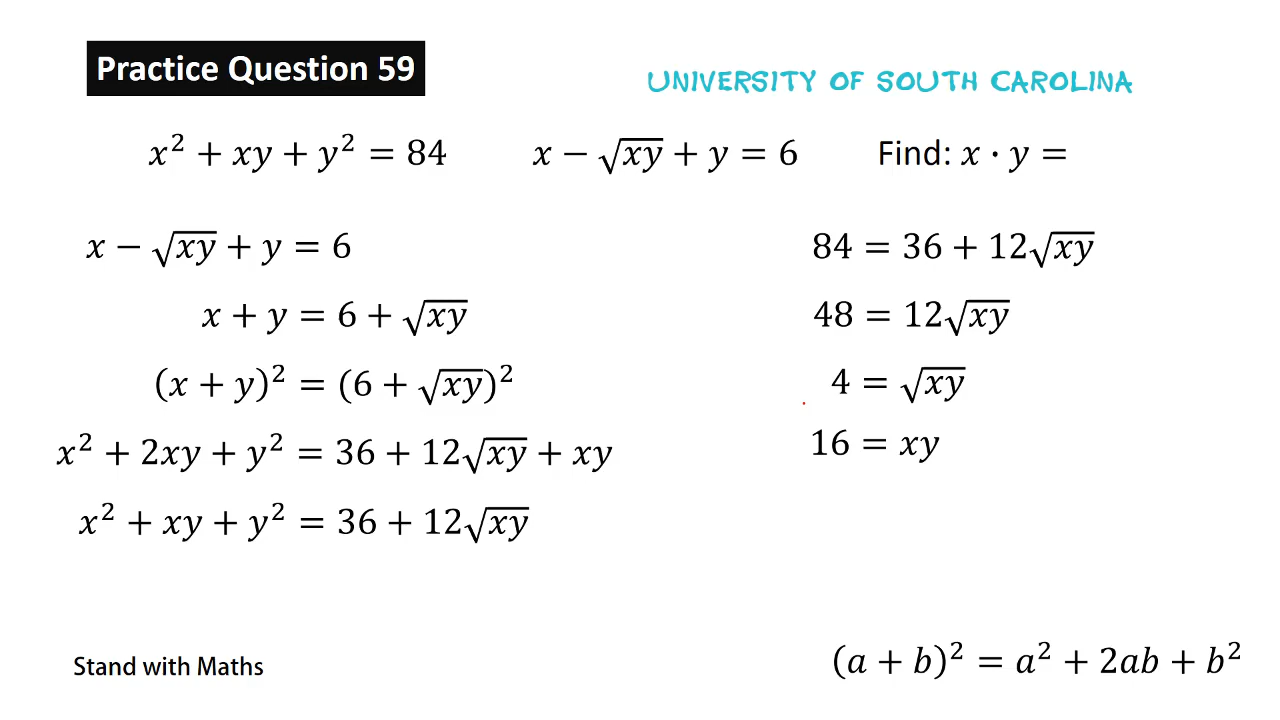 Practice Question 59
UNIVERSITY OF SOUTH CAROLINA
x² + xy + y² = 84 x − √xy + y = 6 Find: x · y =
x − √xy + y = 6
x + y = 6 + √xy
(x + y)² = (6 + √xy)²
x² + 2xy + y² = 36 + 12√xy + xy
x² + xy + y² = 36 + 12√xy
84 = 36 + 12√xy
48 = 12√xy
4 = √xy
16 = xy
Stand with Maths
(a + b)² = a² + 2ab + b²